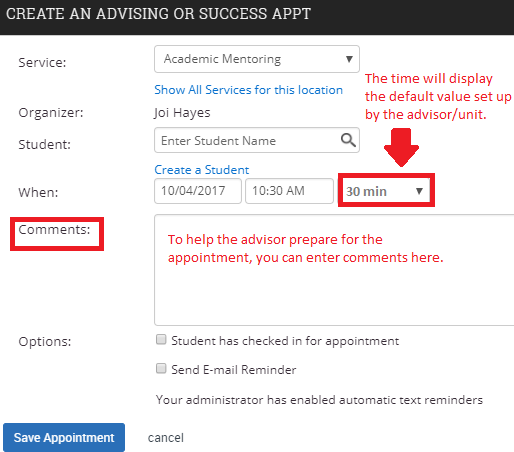 CREATE AN ADVISING OR SUCCESS APPT
Service:
Academic Mentoring
Show All Services for this location
Organizer:
Joi Hayes
The time will display
the default value set up
by the advisor/unit.
Student:
Enter Student Name
Create a Student
When:
10/04/2017
10:30 AM
30 min
Comments:
To help the advisor prepare for the
appointment, you can enter comments here.
Options:
Student has checked in for appointment
Send E-mail Reminder
Your administrator has enabled automatic text reminders
Save Appointment
cancel